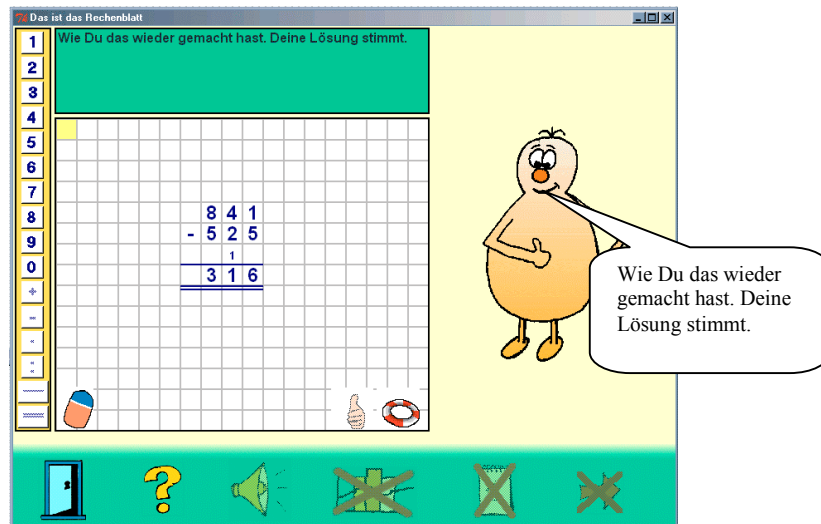 Das ist das Rechenblatt
Wie Du das wieder gemacht hast. Deine Lösung stimmt.
1
2
3
4
5
6
7
8
9
0
+
-
8 4 1
- 5 2 5
1
3 1 6
Wie Du das wieder
gemacht hast. Deine
Lösung stimmt.
?